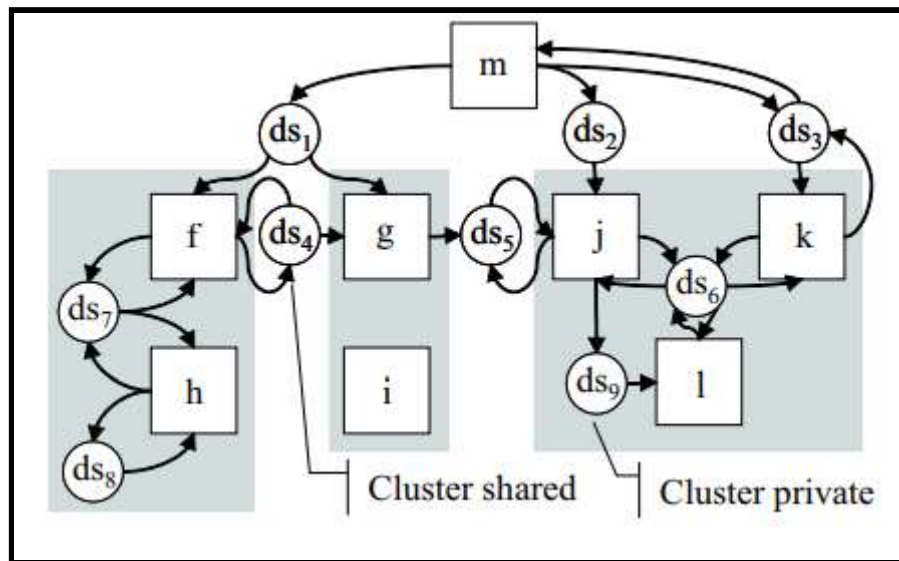 m
ds1
ds2
ds3
f
ds4
g
ds5
j
k
ds7
ds6
h
i
ds9
l
ds8
Cluster shared
Cluster private